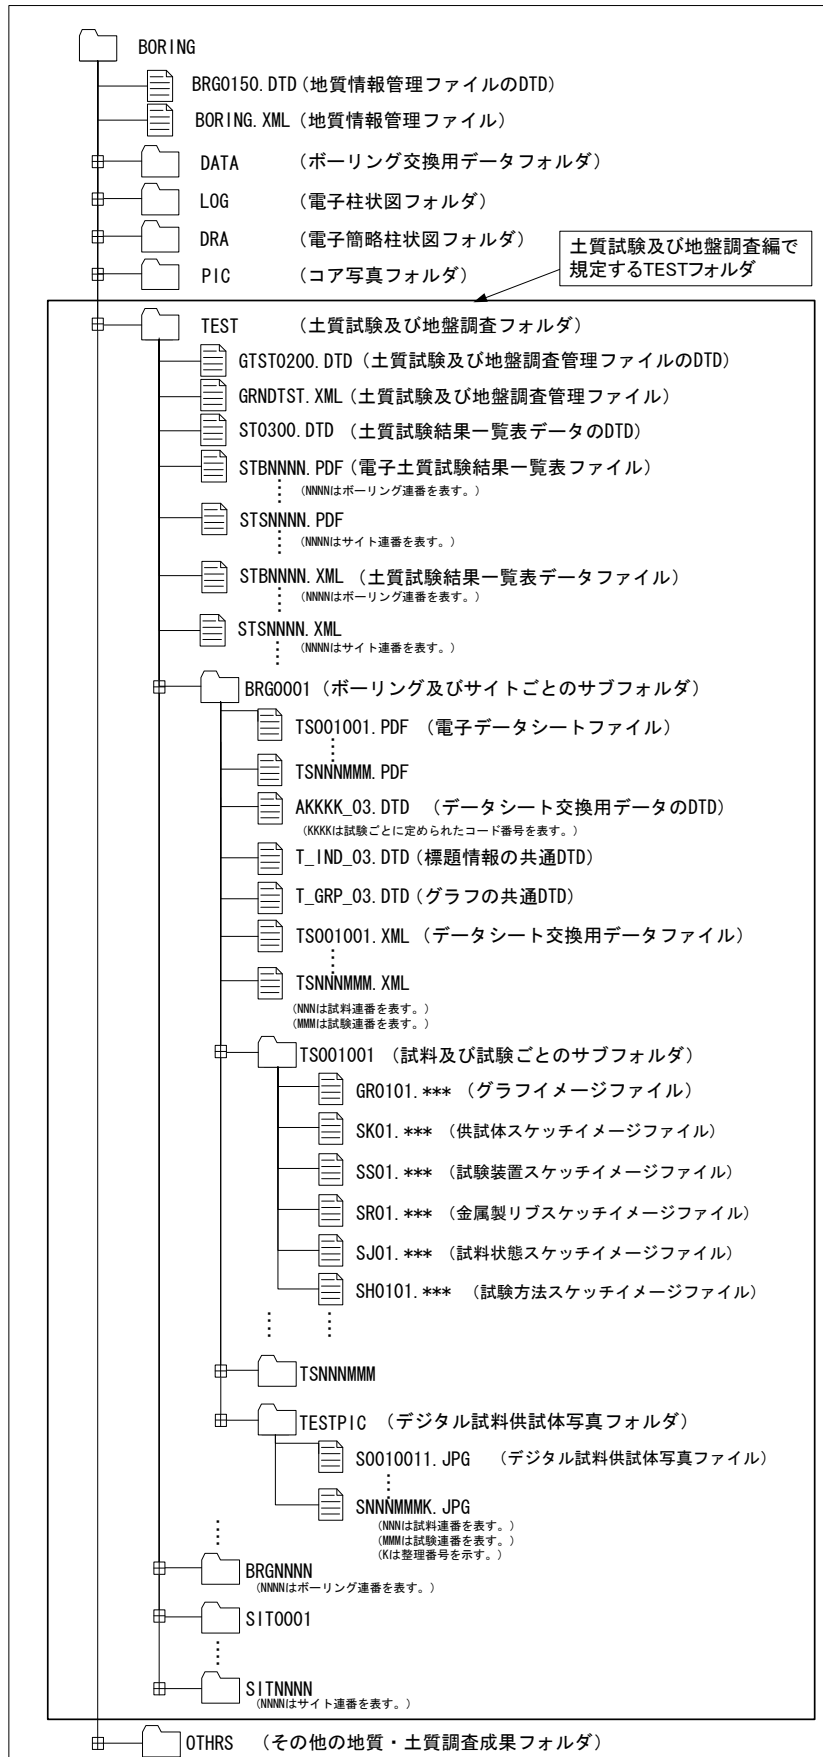 BORING
BRG0150.DTD(地質情報管理ファイルのDTD)
BORING.XML(地質情報管理ファイル)
DATA (ボーリング交換用データフォルダ)
LOG (電子柱状図フォルダ)
DRA (電子簡略柱状図フォルダ)
PIC (コア写真フォルダ)
土質試験及び地盤調査編で
規定するTESTフォルダ
TEST (土質試験及び地盤調査フォルダ)
GTST0200.DTD(土質試験及び地盤調査管理ファイルのDTD)
GRNDTST.XML(土質試験及び地盤調査管理ファイル)
ST0300.DTD (土質試験結果一覧表データのDTD)
STBNNNN.PDF(電子土質試験結果一覧表ファイル)
(NNNNはボーリング連番を表す。)
STSNNNN.PDF
(NNNNはサイト連番を表す。)
STBNNNN.XML (土質試験結果一覧表データファイル)
(NNNNはボーリング連番を表す。)
STSNNNN.XML
(NNNNはサイト連番を表す。)
BRG0001(ボーリング及びサイトごとのサブフォルダ)
TS001001.PDF (電子データシートファイル)
TSNNNMMM.PDF
AKKKK_03.DTD (データシート交換用データのDTD)
(KKKKは試験ごとに定められたコード番号を表す。)
T_IND_03.DTD(標題情報の共通DTD)
T_GRP_03.DTD(グラフの共通DTD)
TS001001.XML (データシート交換用データファイル)
TSNNNMMM.XML
(NNNは試料連番を表す。)
(MMMは試験連番を表す。)
TS001001 (試料及び試験ごとのサブフォルダ)
GR0101.*** (グラフイメージファイル)
SK01.*** (供試体スケッチイメージファイル)
SS01.*** (試験装置スケッチイメージファイル)
SR01.*** (金属製リブスケッチイメージファイル)
SJ01.*** (試料状態スケッチイメージファイル)
SH0101.*** (試験方法スケッチイメージファイル)
TSNNNMMM
TESTPIC (デジタル試料供試体写真フォルダ)
S0010011.JPG (デジタル試料供試体写真ファイル)
SNNNMMMK.JPG
(NNNは試料連番を表す。)
(MMMは試験連番を表す。)
(Kは整理番号を示す。)
BRGNNNN
(NNNNはボーリング連番を表す。)
SIT0001
SITNNNN
(NNNNはサイト連番を表す。)
OTHRS (その他の地質・土質調査成果フォルダ)